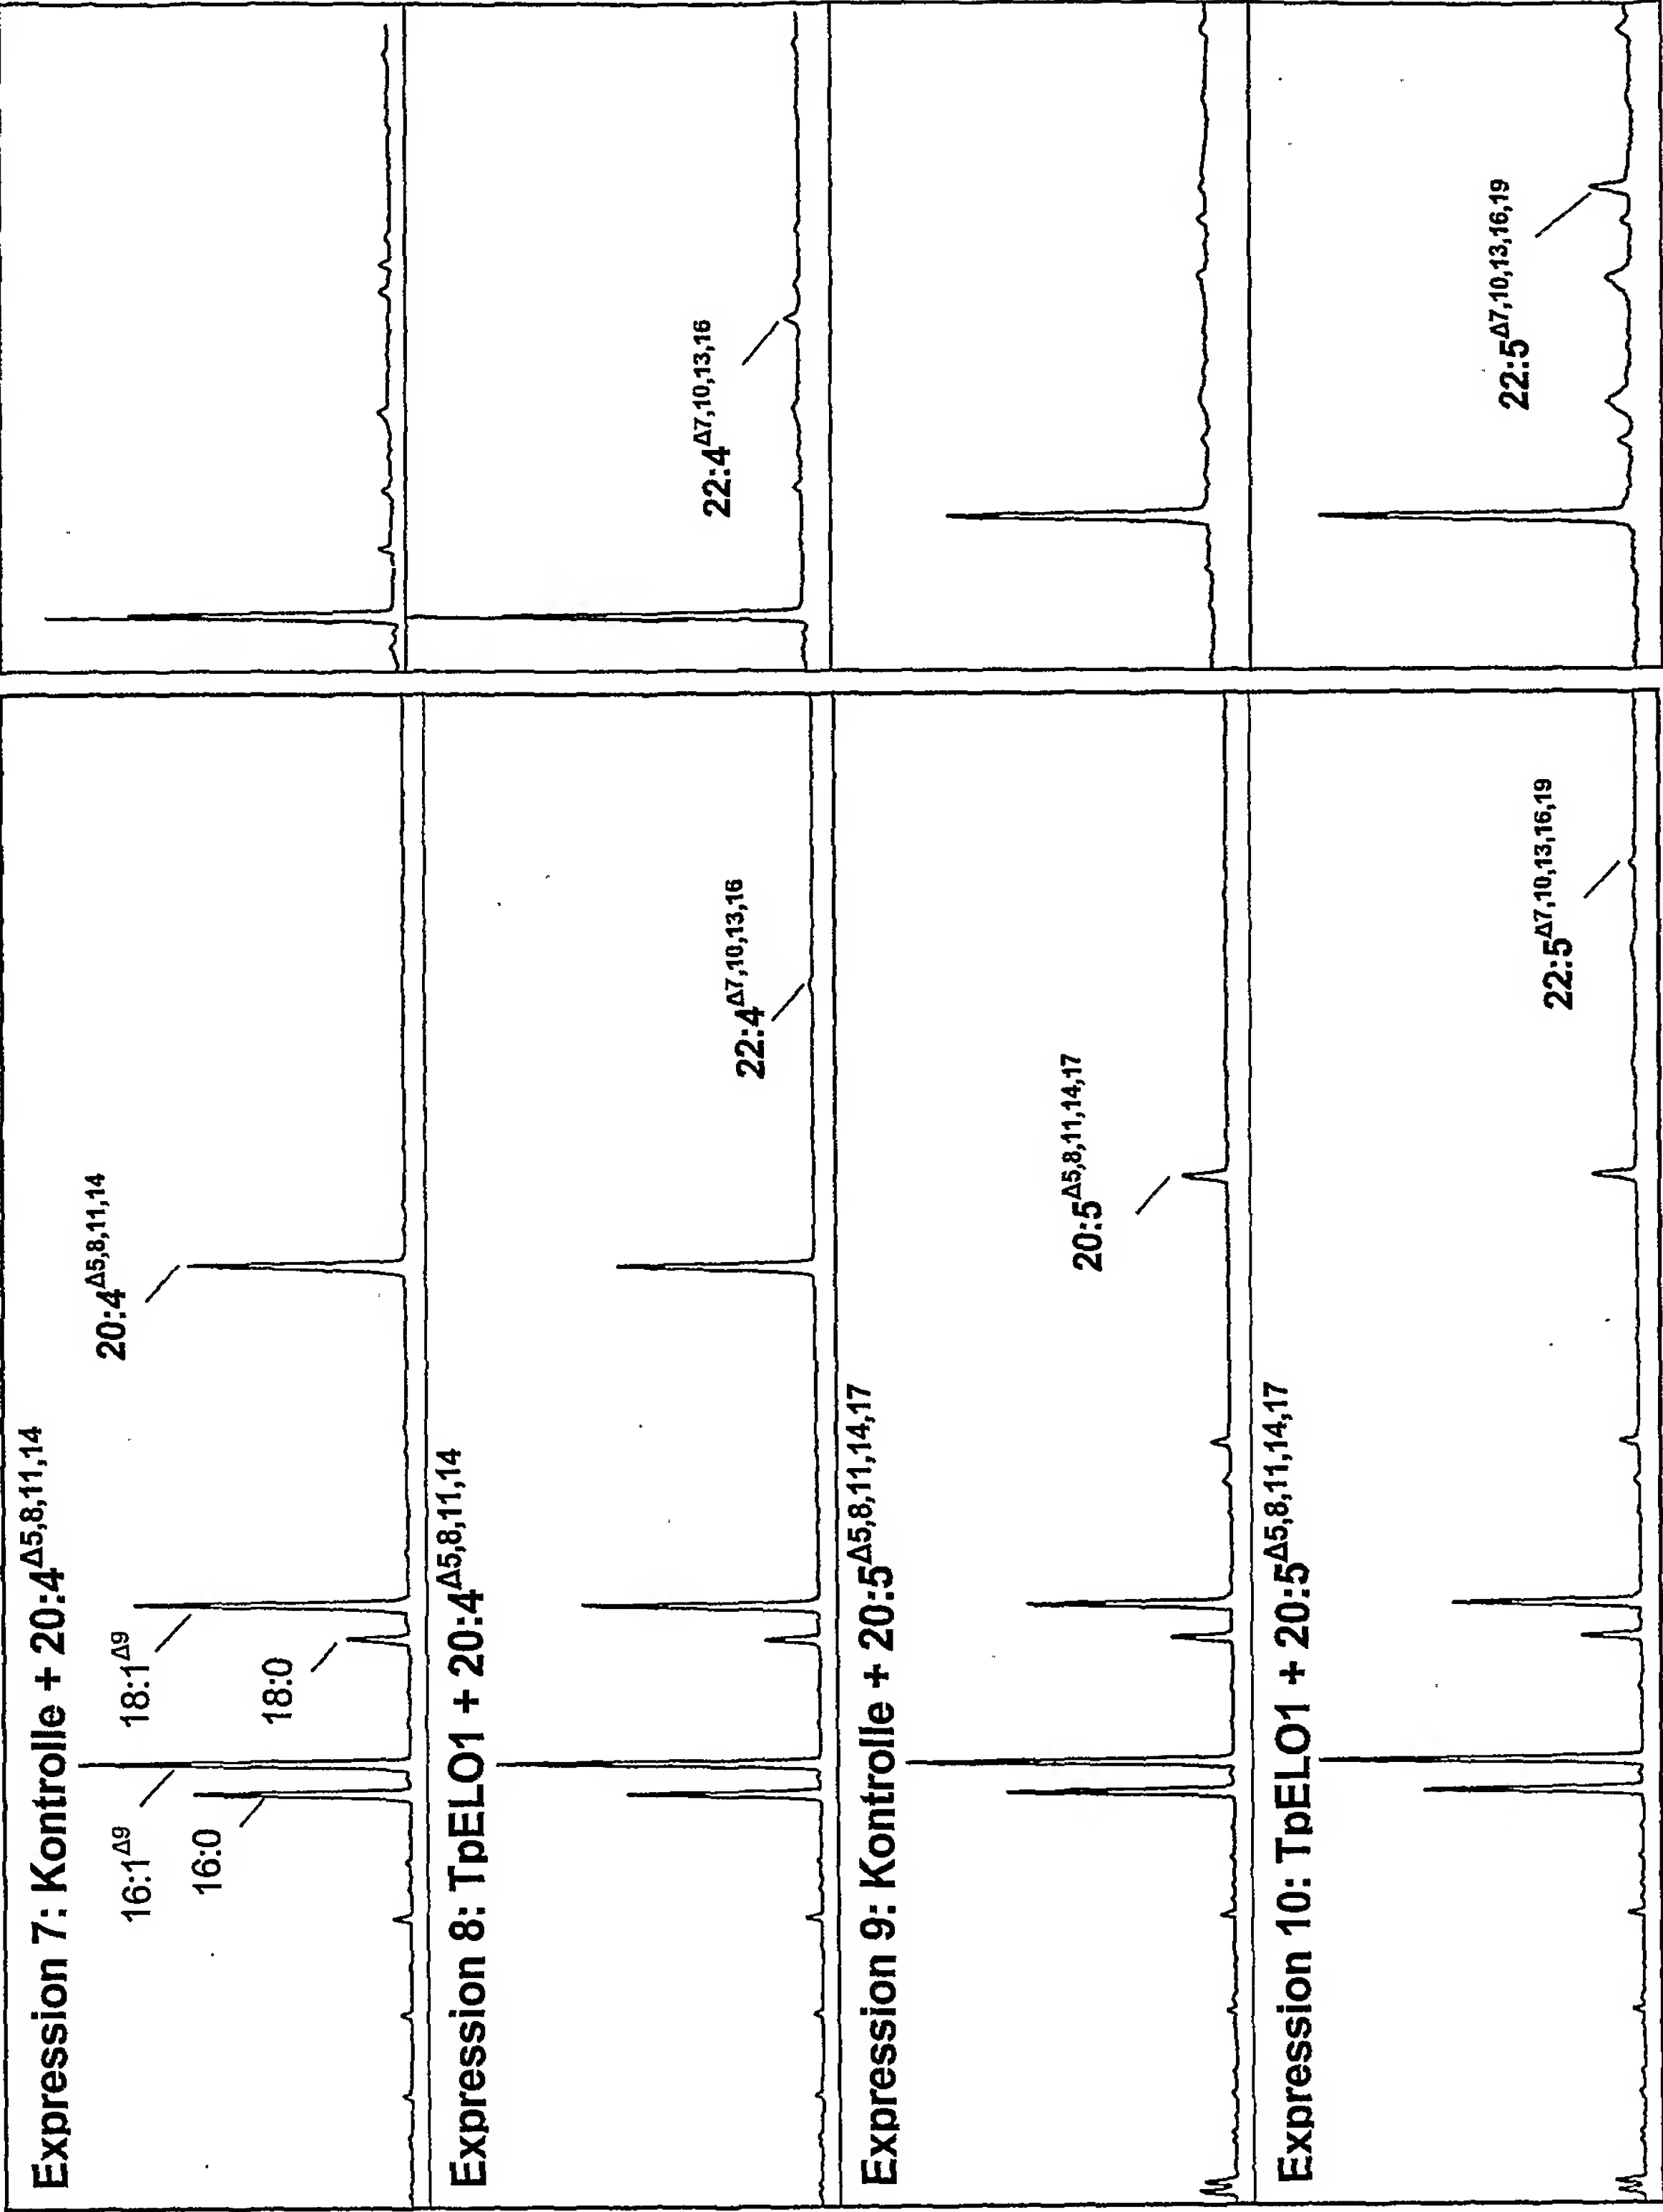 Expression 7: Kontrolle + 20:4Δ5,8,11,14
16:1Δ9
16:0
18:1Δ9
18:0
20:4Δ5,8,11,14
Expression 8: TpELO1 + 20:4Δ5,8,11,14
22:4Δ7,10,13,16
22:4Δ7,10,13,16
Expression 9: Kontrolle + 20:5Δ5,8,11,14,17
20:5Δ5,8,11,14,17
Expression 10: TpELO1 + 20:5Δ5,8,11,14,17
22:5Δ7,10,13,16,19
22:5Δ7,10,13,16,19